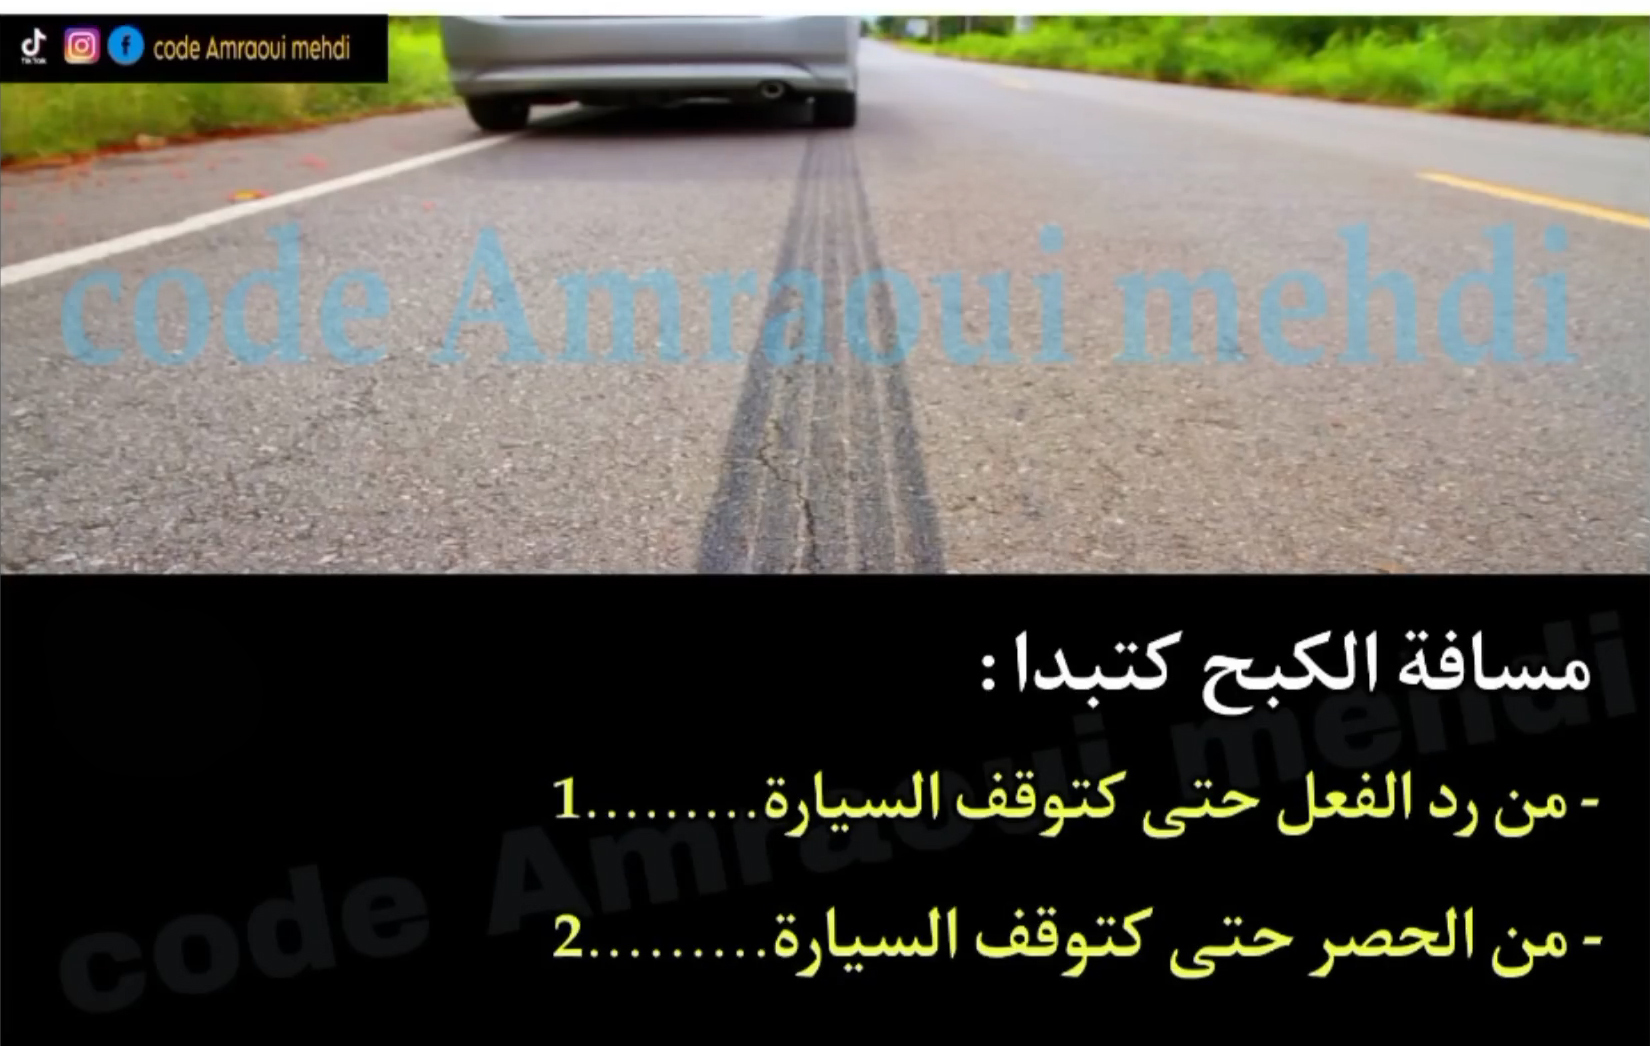 code Amraoui mehdi
code Amraoui mehdi
مسافة الكبح كتبدا :
- من رد الفعل حتى كتوقف السيارة.........1
- من الحصر حتى كتوقف السيارة.........2
code Amraoui mehdi